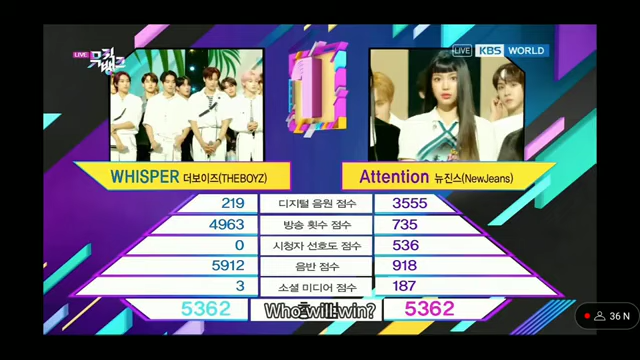 LIVE 뮤직뱅크
LIVE KBS WORLD
WHISPER 더보이즈(THEBOYZ)
Attention 뉴진스(NewJeans)
219 디지털 음원 점수 3555
4963 방송 횟수 점수 735
0 시청자 선호도 점수 536
5912 음반 점수 918
3 소셜 미디어 점수 187
5362 Who will win? 5362
36 N